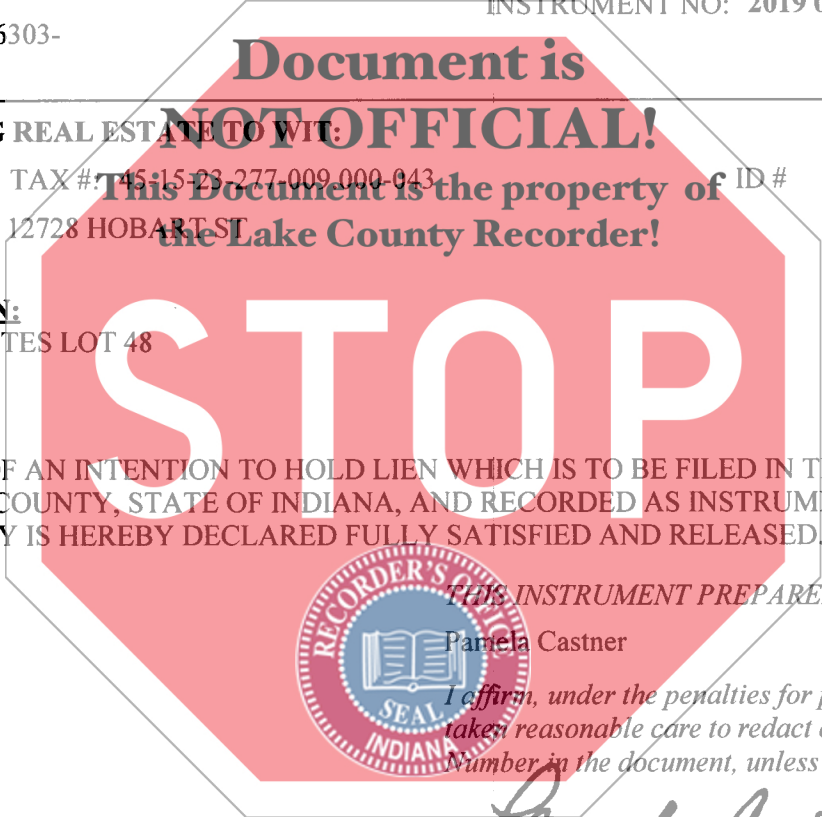 INSTRUMENT NO: 2019 0
6303-
Document is
NOT OFFICIAL!
This Document is the property of
the Lake County Recorder!
G REAL ESTATE TO WIT:
TAX #: 45-15-23-277-009.000-043 ID #
12728 HOBART ST
N:
TES LOT 48
STOP
F AN INTENTION TO HOLD LIEN WHICH IS TO BE FILED IN T
COUNTY, STATE OF INDIANA, AND RECORDED AS INSTRUM
Y IS HEREBY DECLARED FULLY SATISFIED AND RELEASED.
THIS INSTRUMENT PREPARE
Pamela Castner
I affirm, under the penalties for p
taken reasonable care to redact
Number in the document, unless
RECORDER'S OFFICE
SEAL
INDIANA